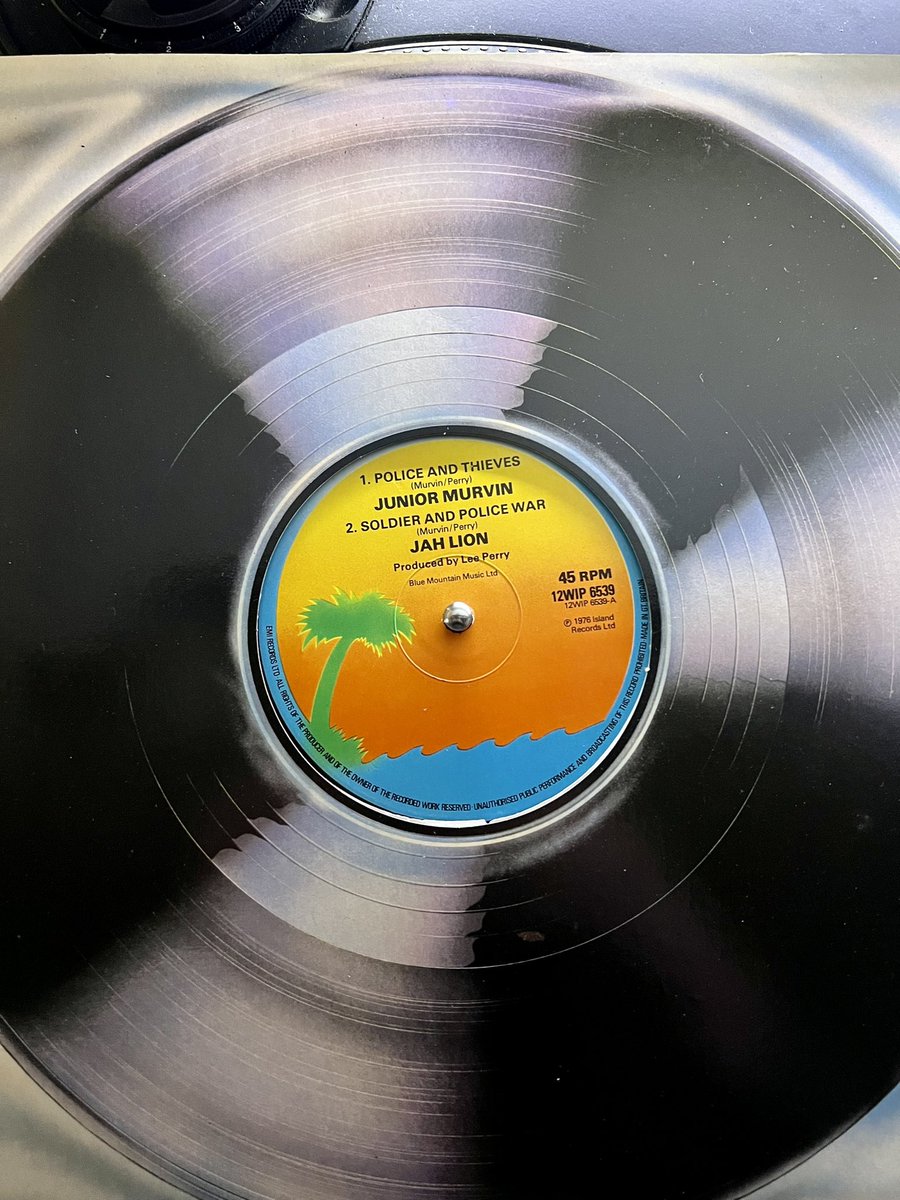 1. POLICE AND THIEVES
(Murvin/Perry)
JUNIOR MURVIN
2. SOLDIER AND POLICE WAR
(Murvin/Perry)
JAH LION
Produced by Lee Perry
Blue Mountain Music Ltd
45 RPM
12WIP 6539
12WIP 6539-A
℗ 1976 Island
Records Ltd
EMI RECORDS LTD ALL RIGHTS OF THE PRODUCER AND OF THE OWNER OF THE RECORDED WORK RESERVED · UNAUTHORISED PUBLIC PERFORMANCE AND BROADCASTING OF THIS RECORD PROHIBITED MADE IN GT. BRITAIN